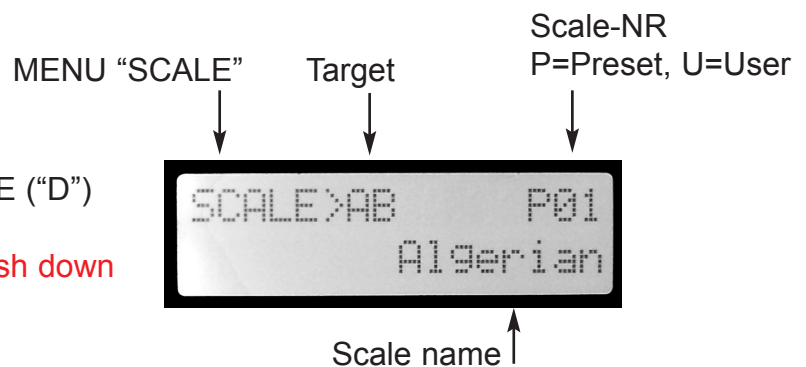 Scale-NR
MENU “SCALE” Target P=Preset, U=User
E (“D”)
SCALE>AB P01
sh down
Algerian
Scale name